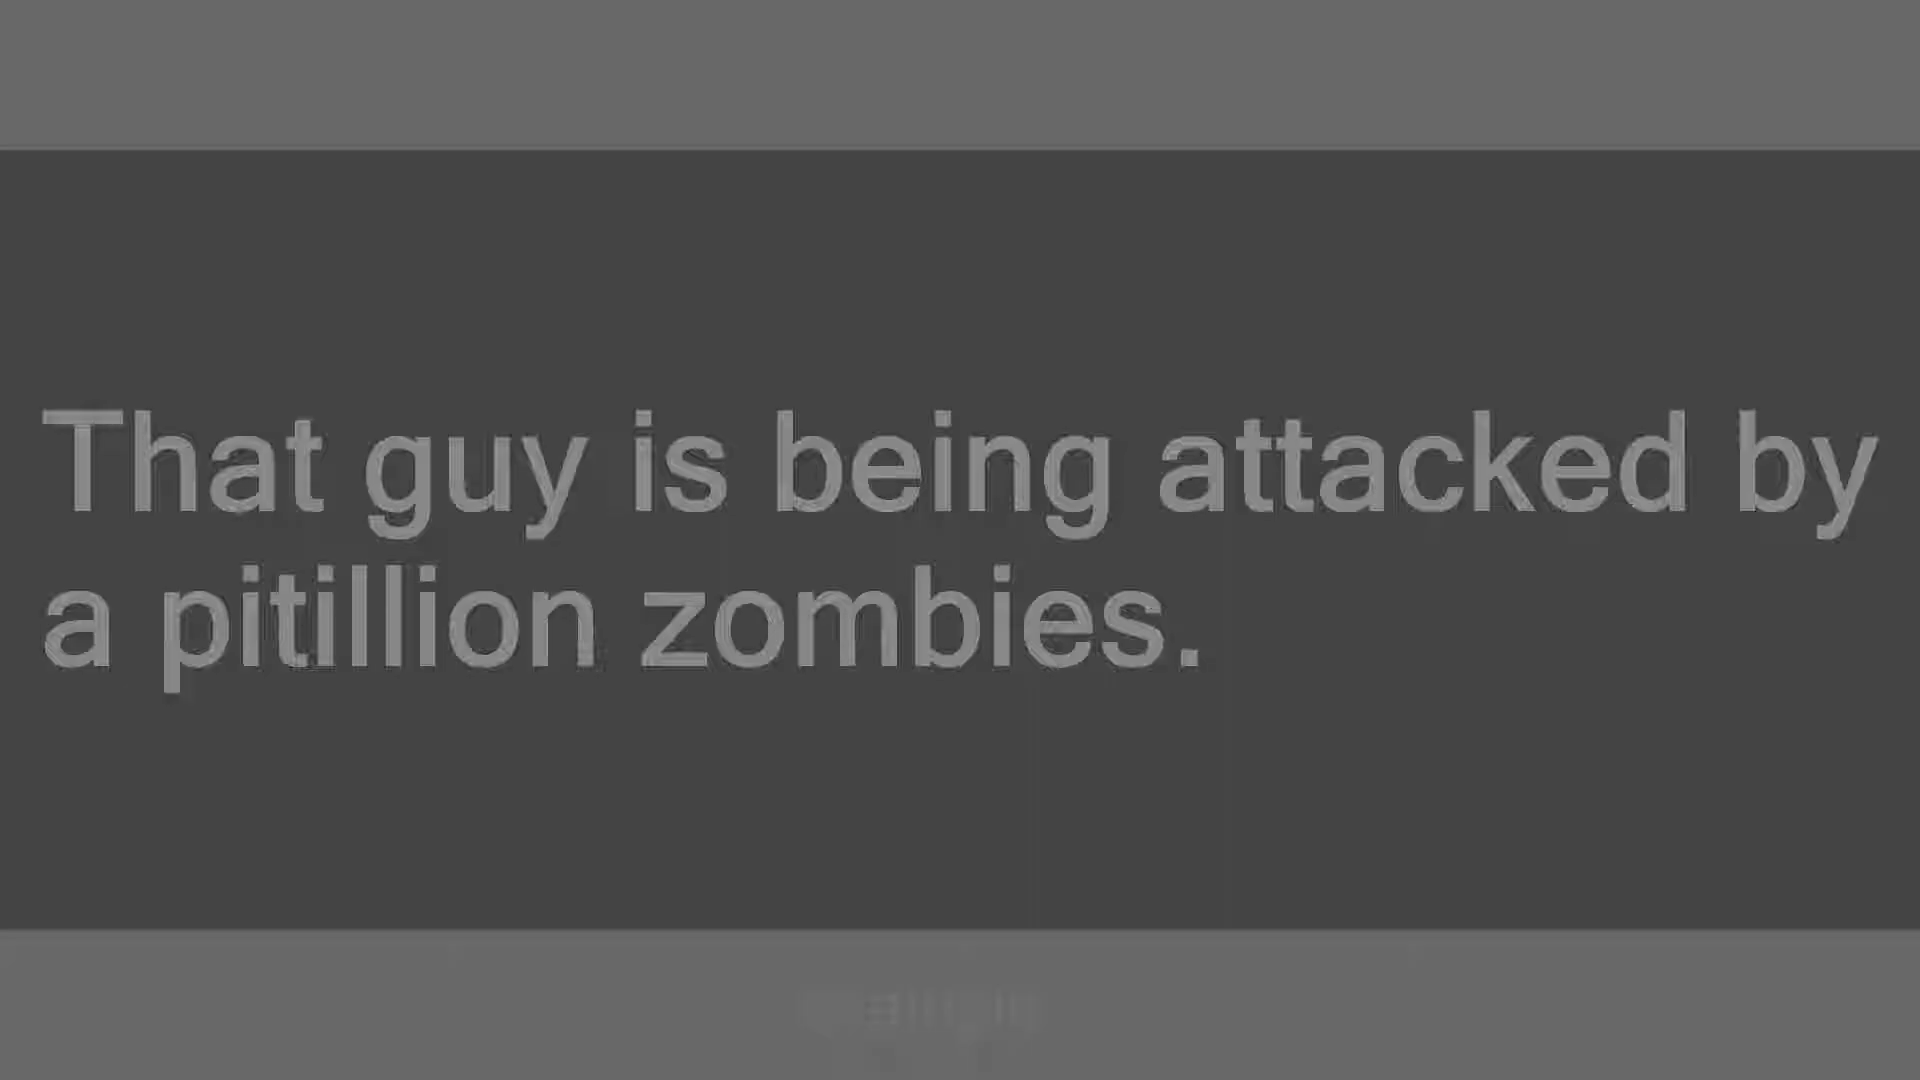 That guy is being attacked by
a pitillion zombies.